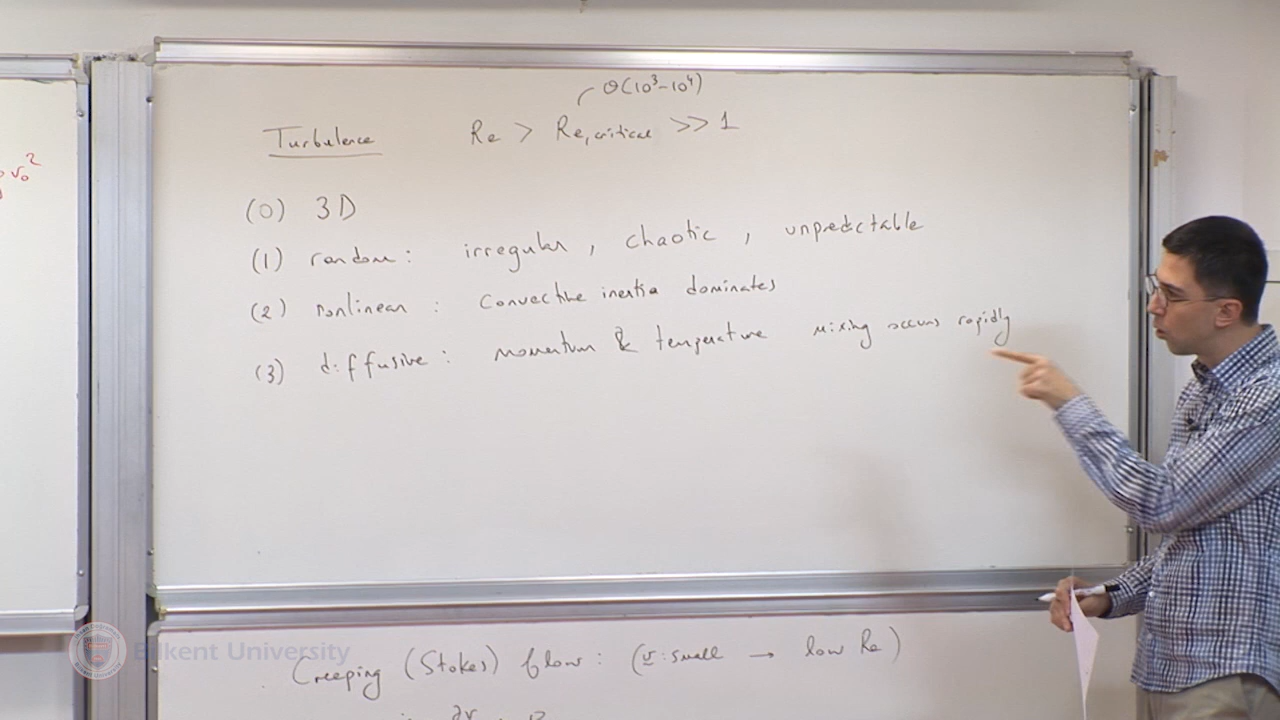 O(10³-10⁴)
Turbulence Re > Re,critical >> 1
ρ v₀²
(0) 3D
(1) random : irregular , chaotic , unpredictable
(2) nonlinear : convective inertia dominates
(3) diffusive : momentum & temperature mixing occurs rapidly
Creeping (Stokes) flow : (v : small → low Re)
∂v
Bilkent University